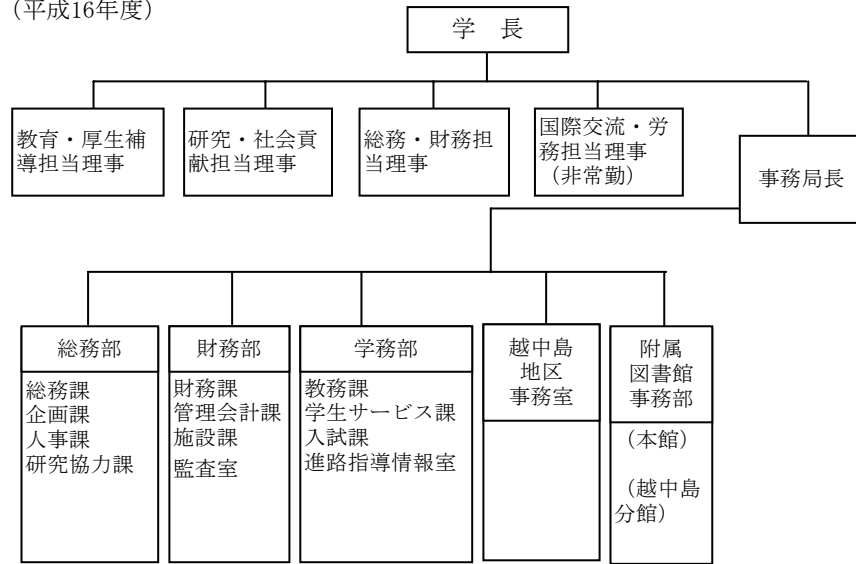 （平成16年度）
学　長
教育・厚生補
導担当理事
研究・社会貢
献担当理事
総務・財務担
当理事
国際交流・労
務担当理事
（非常勤）
事務局長
総務部
総務課
企画課
人事課
研究協力課
財務部
財務課
管理会計課
施設課
監査室
学務部
教務課
学生サービス課
入試課
進路指導情報室
越中島
地区
事務室
附属
図書館
事務部
（本館）
（越中島
分館）